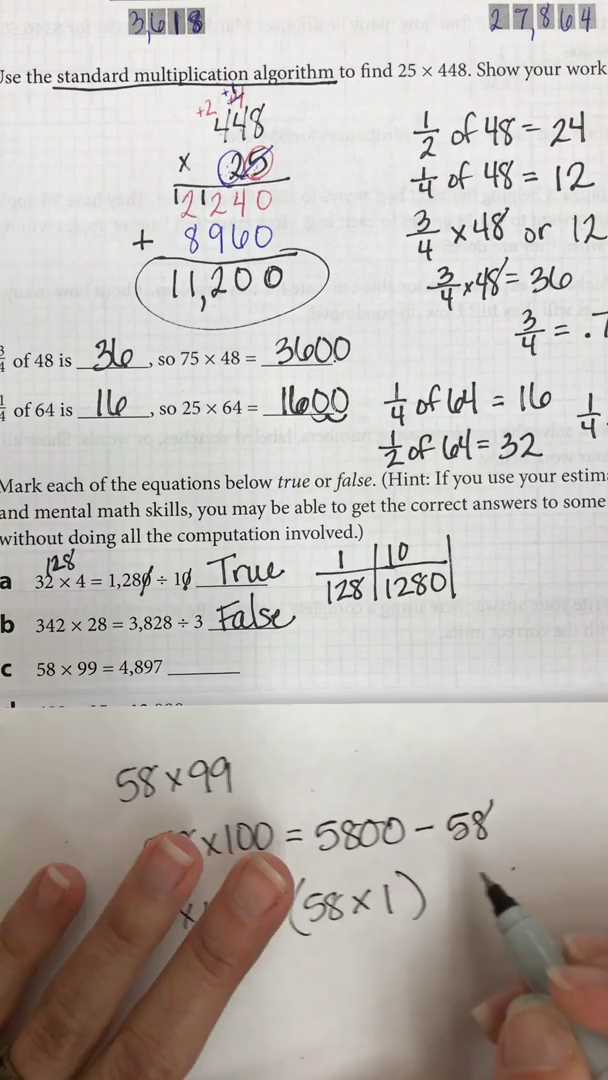 3,618 27,864
Use the standard multiplication algorithm to find 25 × 448. Show your work
+2 +4
448
× 25
2240
+ 8960
11,200
1/2 of 48 = 24
1/4 of 48 = 12
3/4 × 48 or 12
3/4 × 48 = 36
3/4 = .7
3/4 of 48 is 36, so 75 × 48 = 3600
1/4 of 64 is 16, so 25 × 64 = 1600
1/4 of 64 = 16 1/4
1/2 of 64 = 32
Mark each of the equations below true or false. (Hint: If you use your estim
and mental math skills, you may be able to get the correct answers to some
without doing all the computation involved.)
128
a 32 × 4 = 1,280 ÷ 10 True
1 10
128 1280
b 342 × 28 = 3,828 ÷ 3 False
c 58 × 99 = 4,897
58 × 99
× 100 = 5800 - 58
(58 × 1)